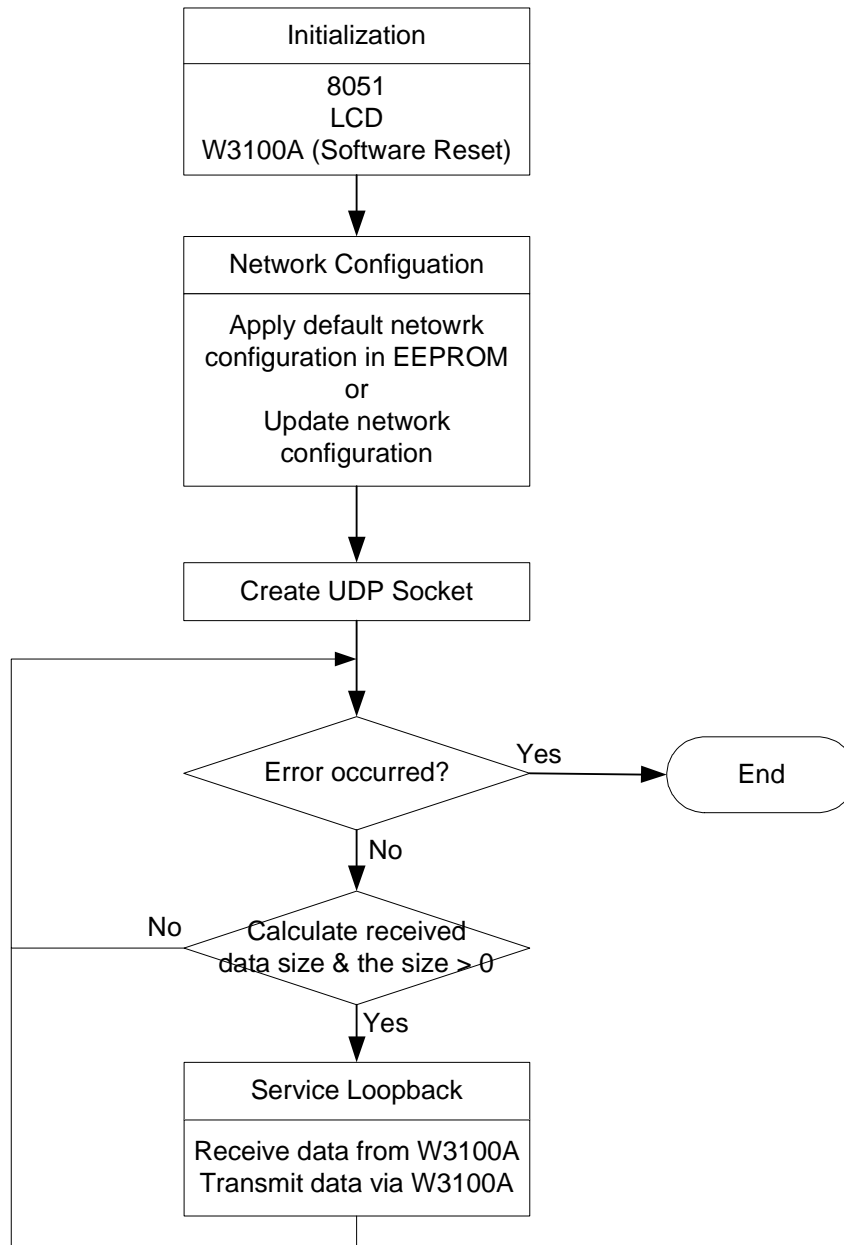 Initialization
8051
LCD
W3100A (Software Reset)
Network Configuation
Apply default netowrk
configuration in EEPROM
or
Update network
configuration
Create UDP Socket
Error occurred?
Yes
End
No
Calculate received
data size & the size > 0
No
Yes
Service Loopback
Receive data from W3100A
Transmit data via W3100A